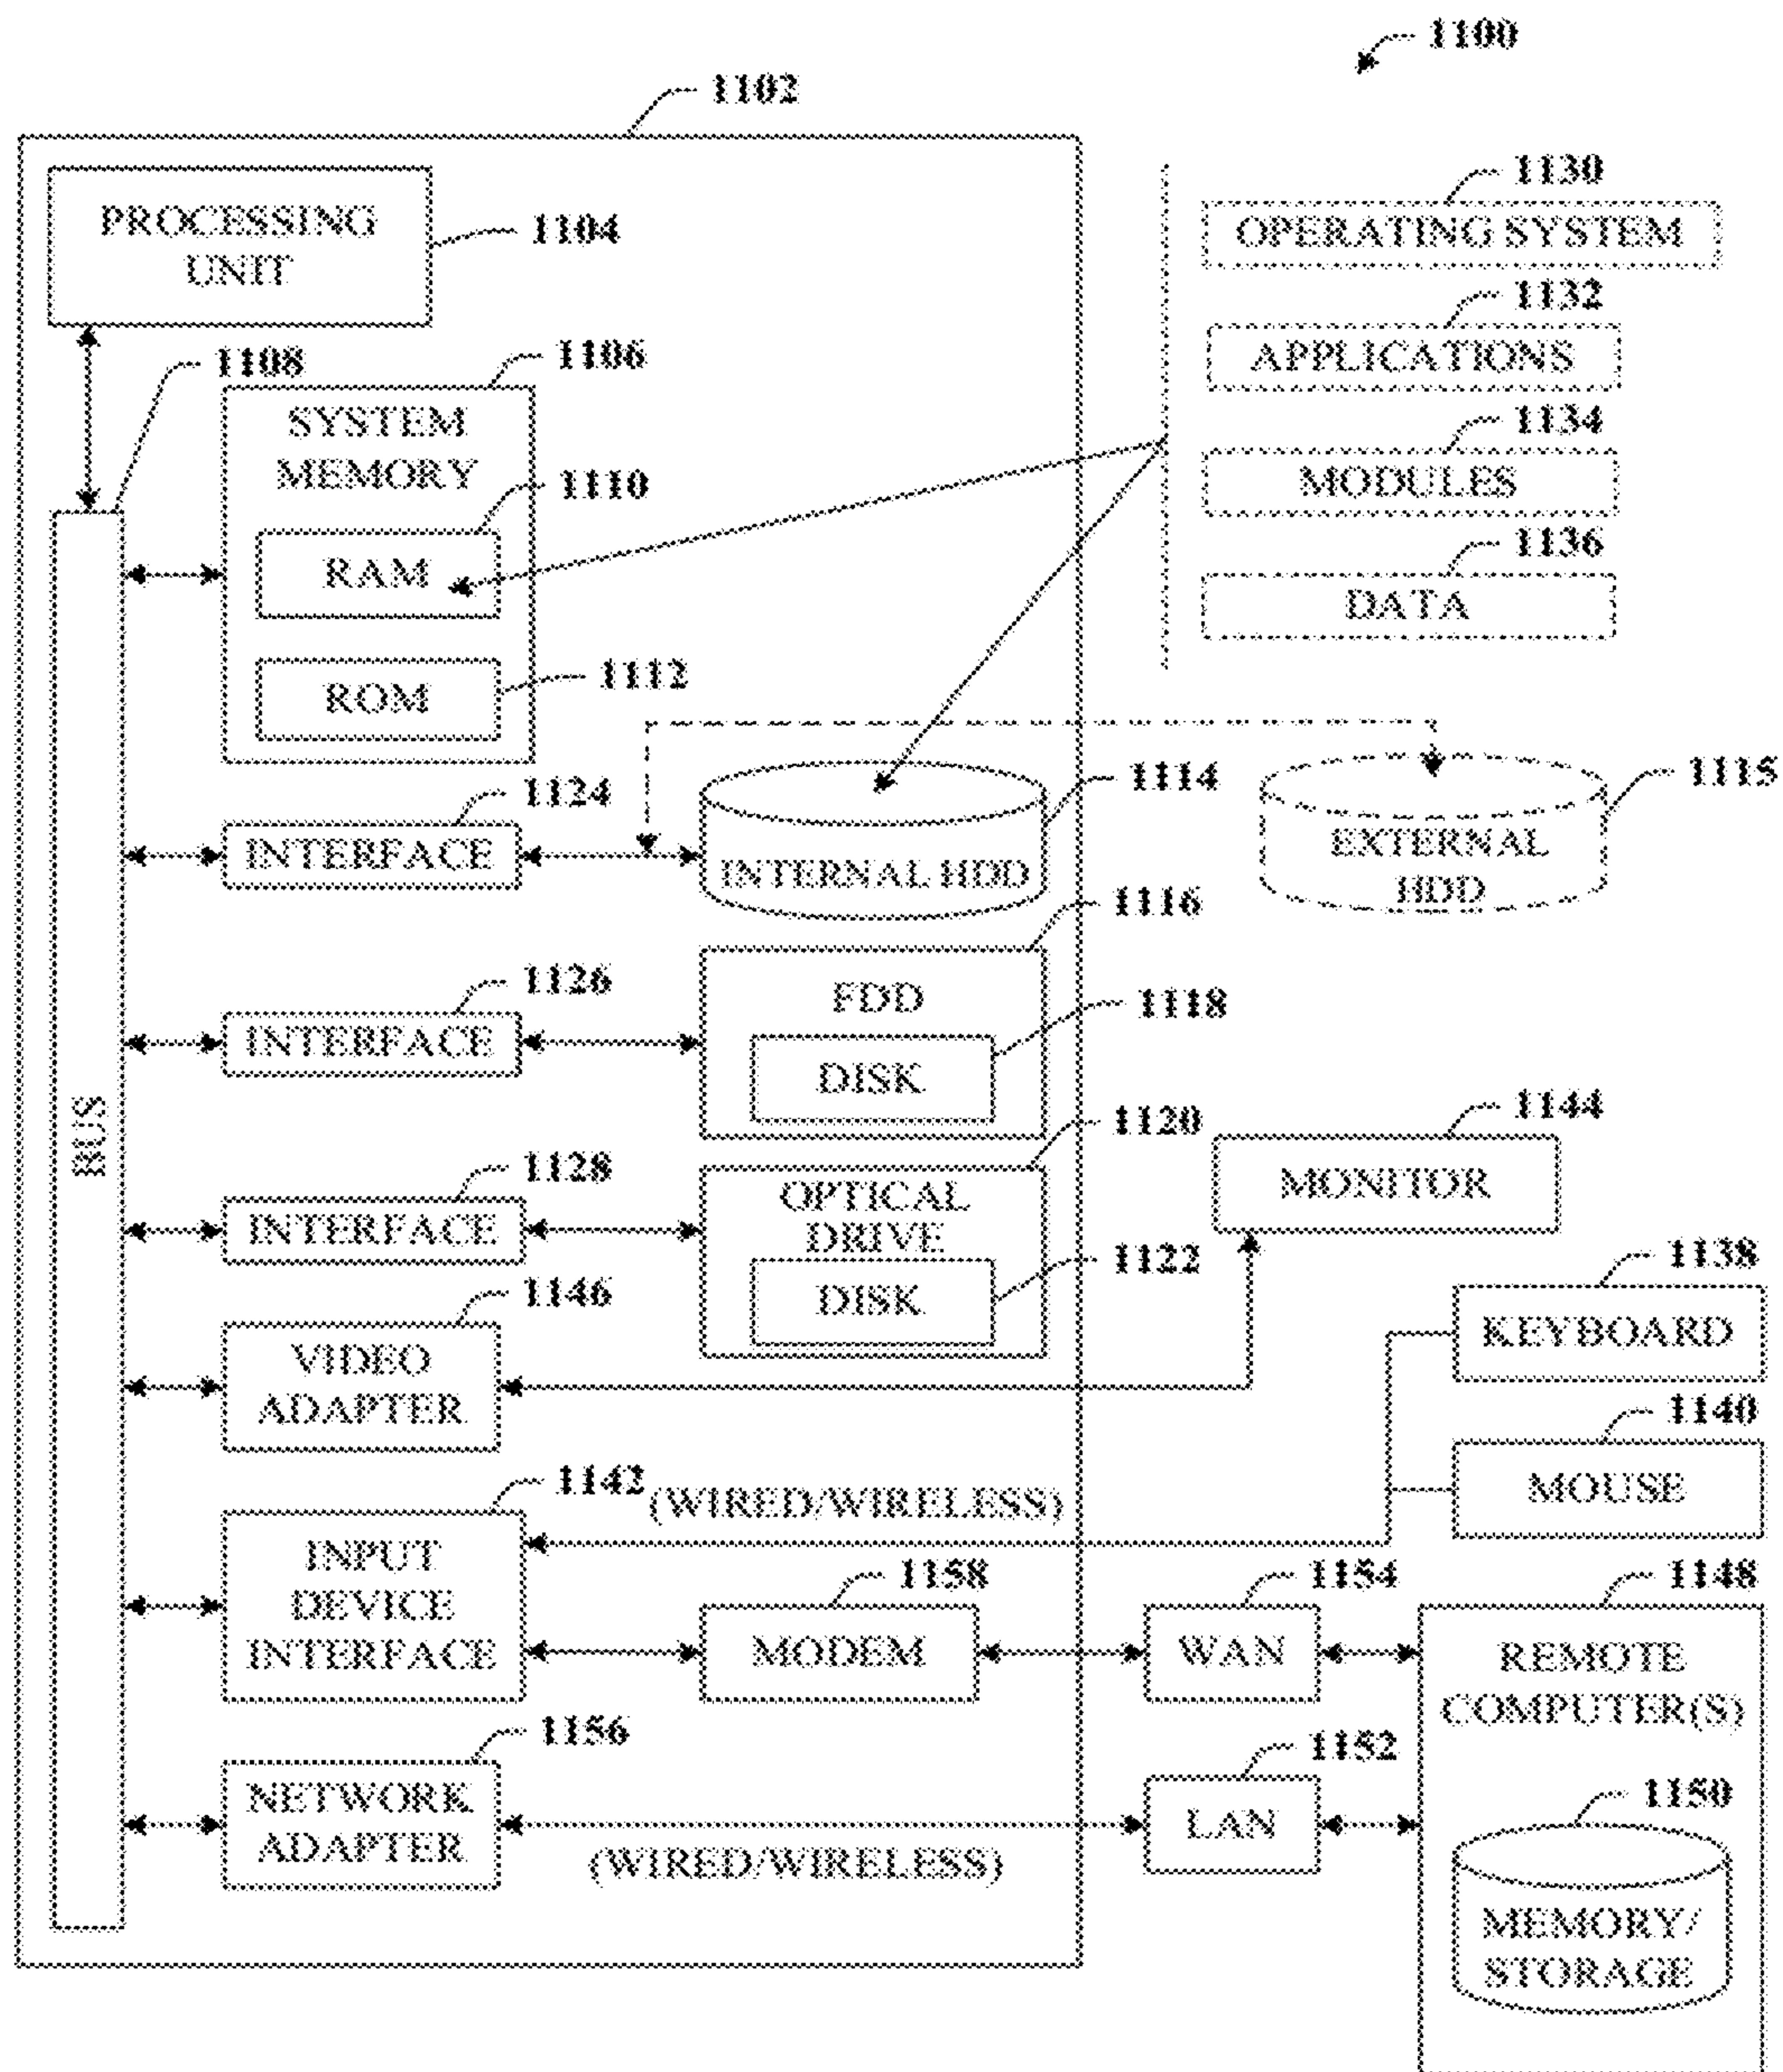 1100
1102
PROCESSING
UNIT
1104
1130
OPERATING SYSTEM
1132
APPLICATIONS
1134
MODULES
1136
DATA
1108
1106
SYSTEM
MEMORY
1110
RAM
1112
ROM
BUS
1124
INTERFACE
1114
INTERNAL HDD
1115
EXTERNAL
HDD
1116
FDD
1118
DISK
1126
INTERFACE
1120
OPTICAL
DRIVE
1122
DISK
1128
INTERFACE
1144
MONITOR
1146
VIDEO
ADAPTER
1138
KEYBOARD
1140
MOUSE
1142
(WIRED/WIRELESS)
INPUT
DEVICE
INTERFACE
1158
MODEM
1154
WAN
1148
REMOTE
COMPUTER(S)
1156
NETWORK
ADAPTER
(WIRED/WIRELESS)
1152
LAN
1150
MEMORY/
STORAGE